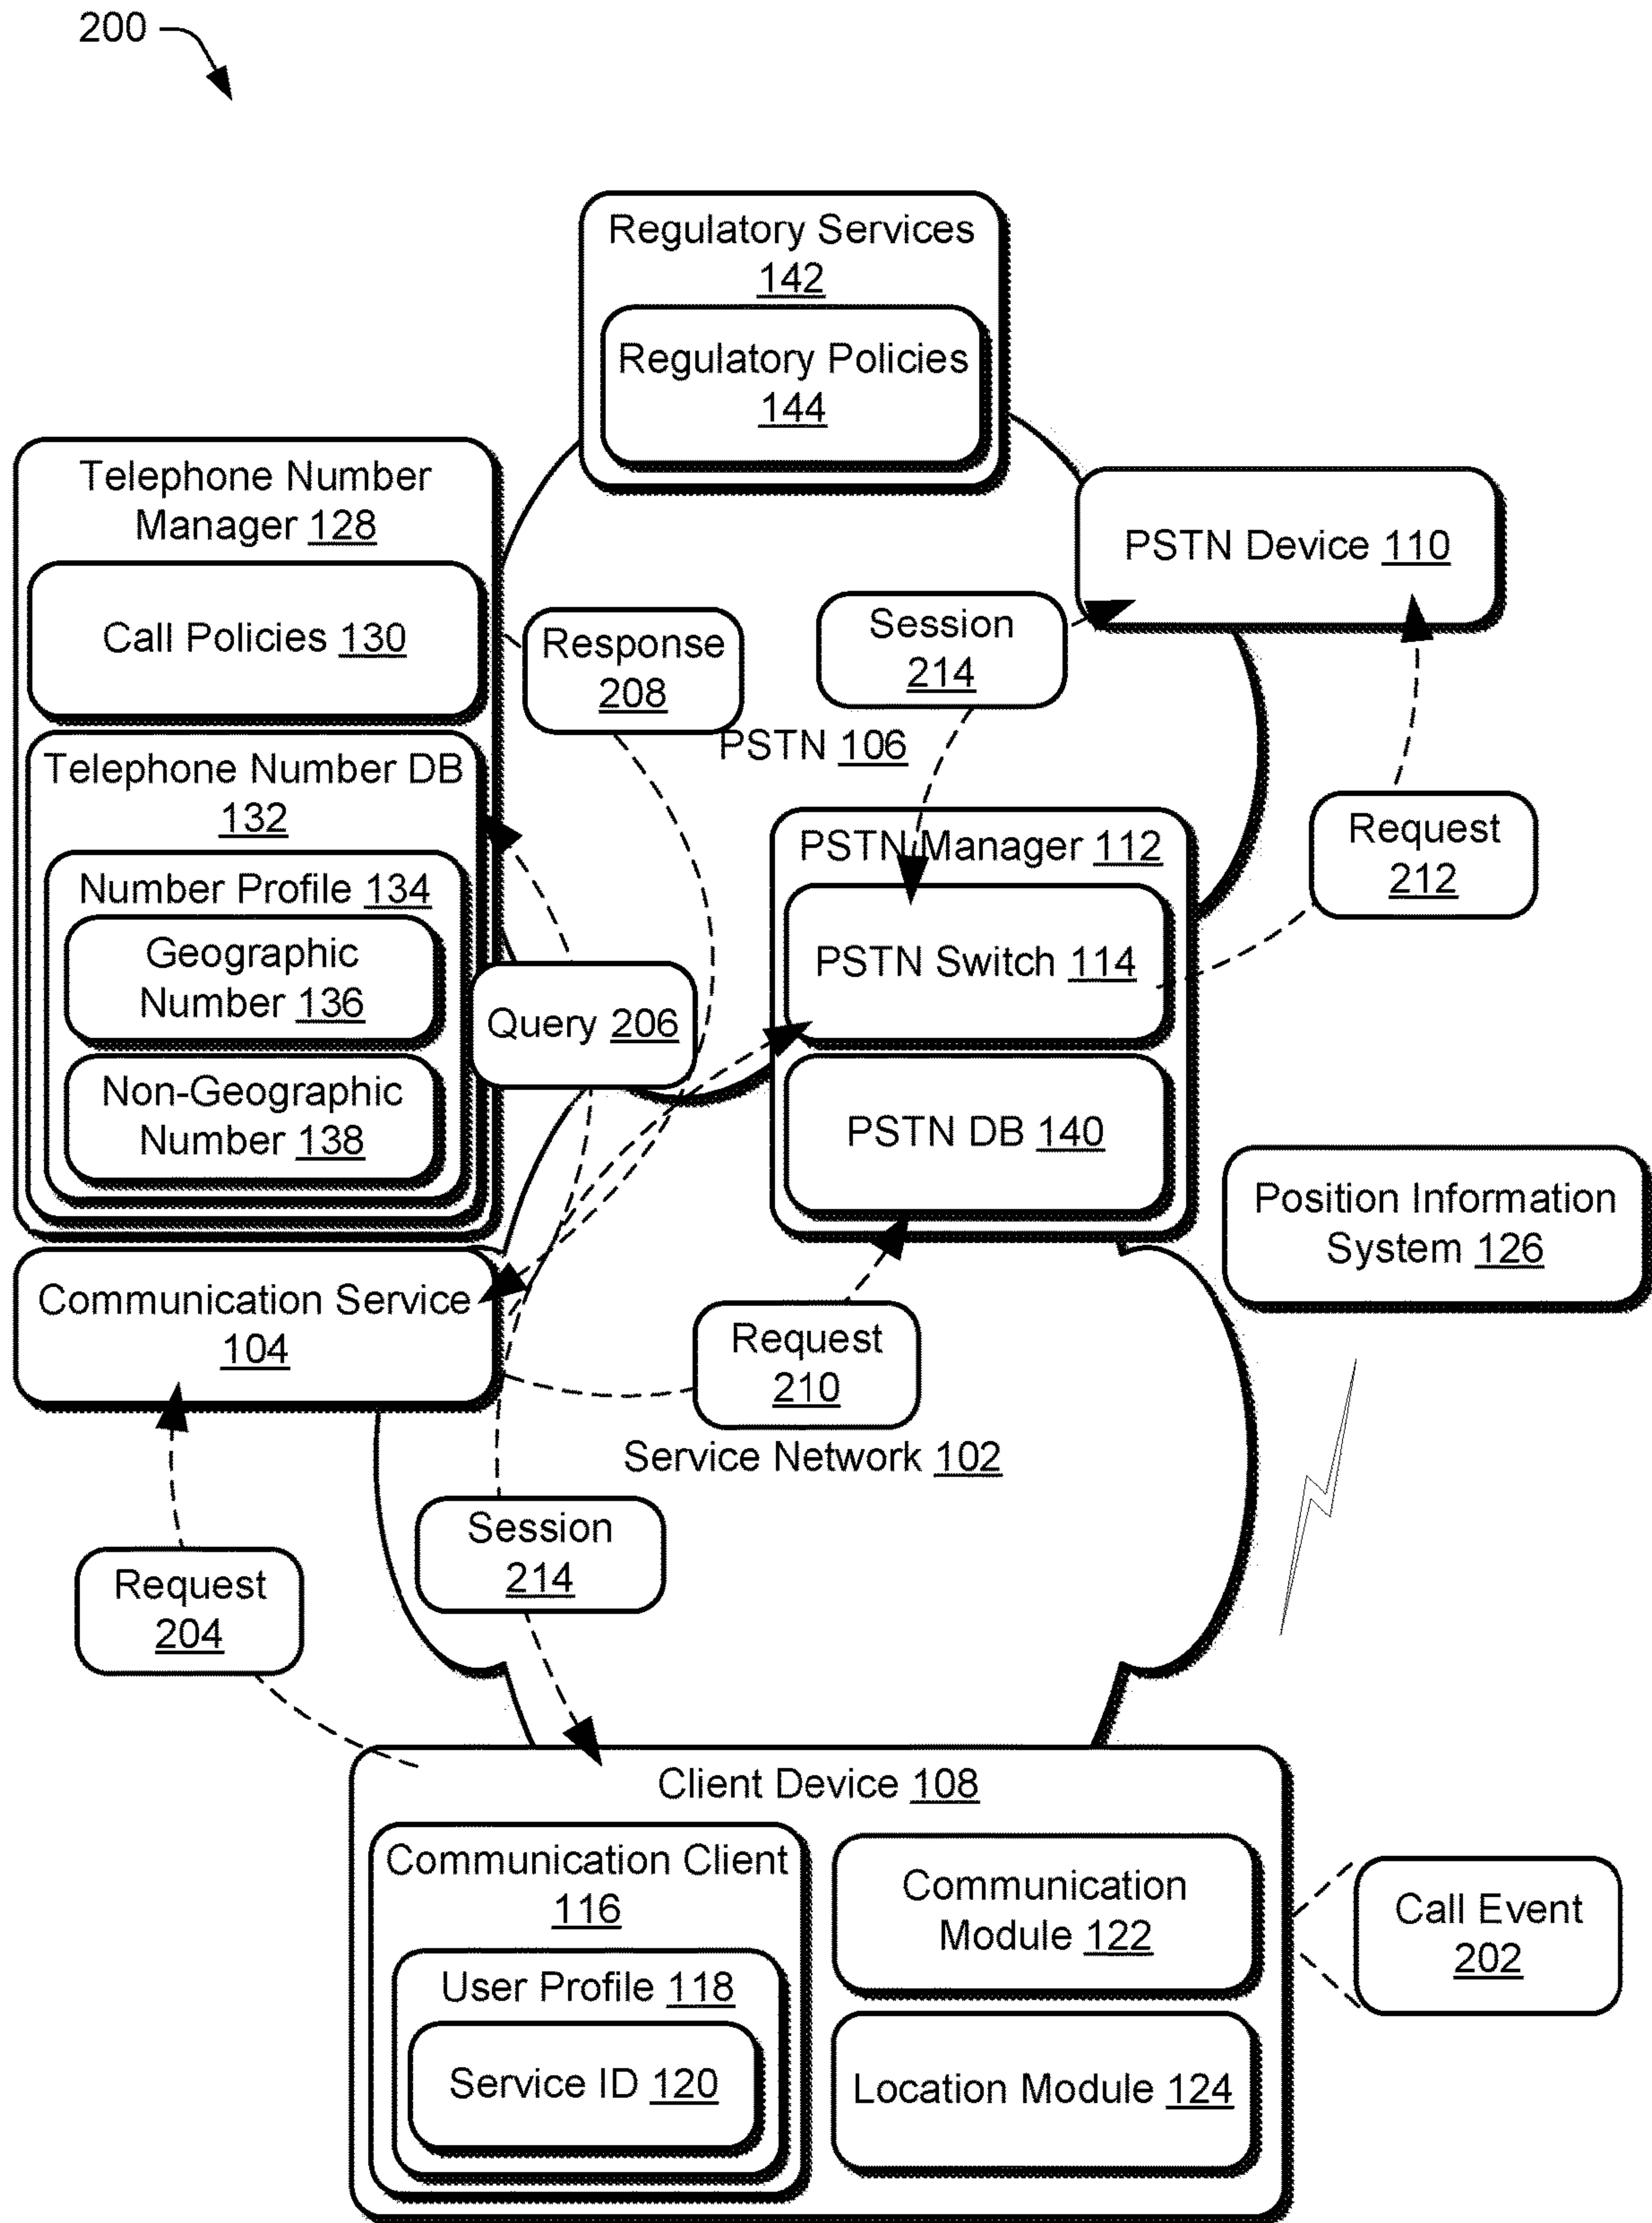 200
Regulatory Services
142
Regulatory Policies
144
Telephone Number
Manager 128
Call Policies 130
Telephone Number DB
132
Number Profile 134
Geographic
Number 136
Non-Geographic
Number 138
Response
208
Session
214
PSTN Device 110
PSTN 106
Request
212
PSTN Manager 112
PSTN Switch 114
PSTN DB 140
Query 206
Position Information
System 126
Communication Service
104
Request
210
Service Network 102
Session
214
Request
204
Client Device 108
Communication Client
116
User Profile 118
Service ID 120
Communication
Module 122
Location Module 124
Call Event
202